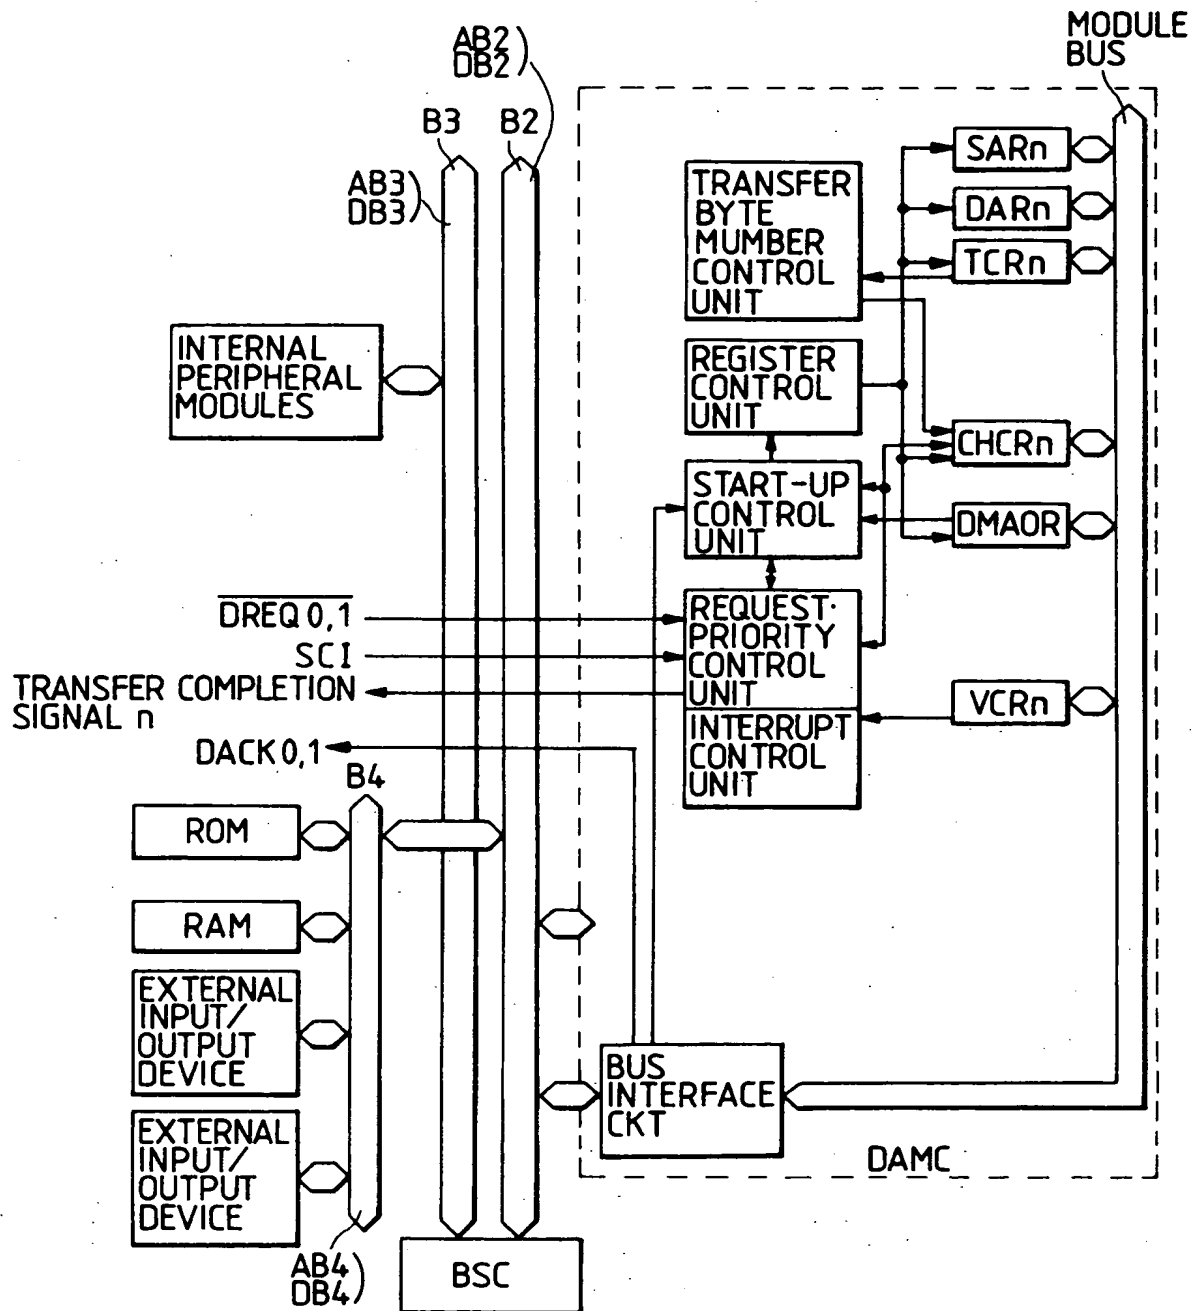 MODULE
BUS
AB2
DB2
B3
B2
AB3
DB3
TRANSFER
BYTE
MUMBER
CONTROL
UNIT
SARn
DARn
TCRn
INTERNAL
PERIPHERAL
MODULES
REGISTER
CONTROL
UNIT
CHCRn
START-UP
CONTROL
UNIT
DMAOR
DREQ 0,1
SCI
TRANSFER COMPLETION
SIGNAL n
REQUEST·
PRIORITY
CONTROL
UNIT
VCRn
INTERRUPT
CONTROL
UNIT
DACK 0,1
B4
ROM
RAM
EXTERNAL
INPUT/
OUTPUT
DEVICE
BUS
INTERFACE
CKT
EXTERNAL
INPUT/
OUTPUT
DEVICE
DAMC
AB4
DB4
BSC